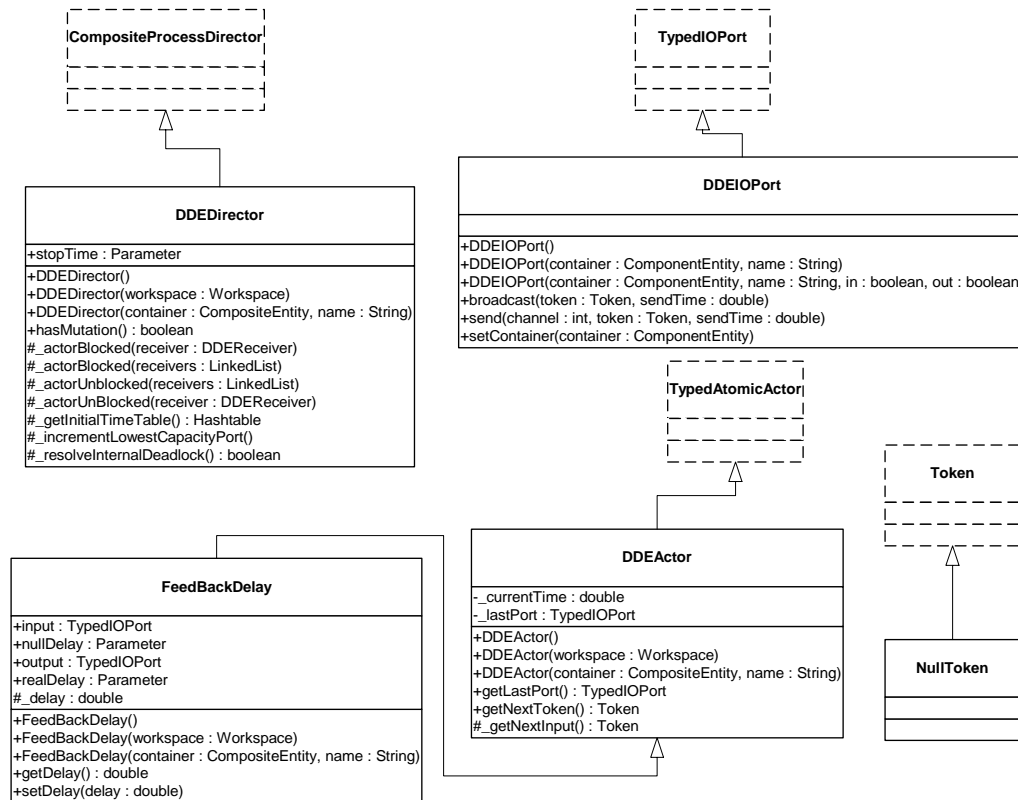 CompositeProcessDirector
TypedIOPort
DDEDirector
+stopTime : Parameter
+DDEDirector()
+DDEDirector(workspace : Workspace)
+DDEDirector(container : CompositeEntity, name : String)
+hasMutation() : boolean
#_actorBlocked(receiver : DDEReceiver)
#_actorBlocked(receivers : LinkedList)
#_actorUnblocked(receivers : LinkedList)
#_actorUnBlocked(receiver : DDEReceiver)
#_getInitialTimeTable() : Hashtable
#_incrementLowestCapacityPort()
#_resolveInternalDeadlock() : boolean
DDEIOPort
+DDEIOPort()
+DDEIOPort(container : ComponentEntity, name : String)
+DDEIOPort(container : ComponentEntity, name : String, in : boolean, out : boolean
+broadcast(token : Token, sendTime : double)
+send(channel : int, token : Token, sendTime : double)
+setContainer(container : ComponentEntity)
TypedAtomicActor
Token
FeedBackDelay
+input : TypedIOPort
+nullDelay : Parameter
+output : TypedIOPort
+realDelay : Parameter
#_delay : double
+FeedBackDelay()
+FeedBackDelay(workspace : Workspace)
+FeedBackDelay(container : CompositeEntity, name : String)
+getDelay() : double
+setDelay(delay : double)
DDEActor
-_currentTime : double
-_lastPort : TypedIOPort
+DDEActor()
+DDEActor(workspace : Workspace)
+DDEActor(container : CompositeEntity, name : String)
+getLastPort() : TypedIOPort
+getNextToken() : Token
#_getNextInput() : Token
NullToken